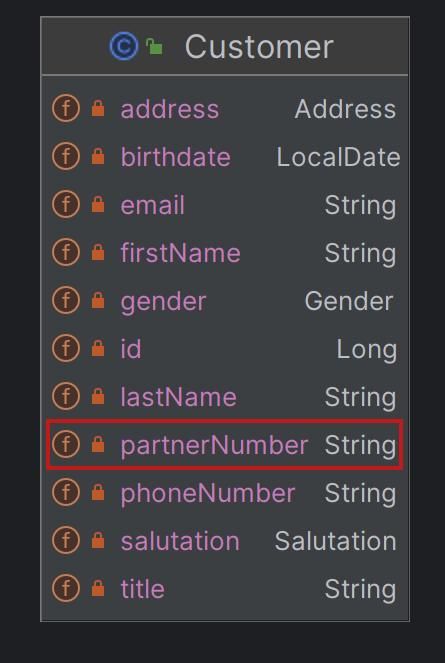 Customer
address Address
birthdate LocalDate
email String
firstName String
gender Gender
id Long
lastName String
partnerNumber String
phoneNumber String
salutation Salutation
title String